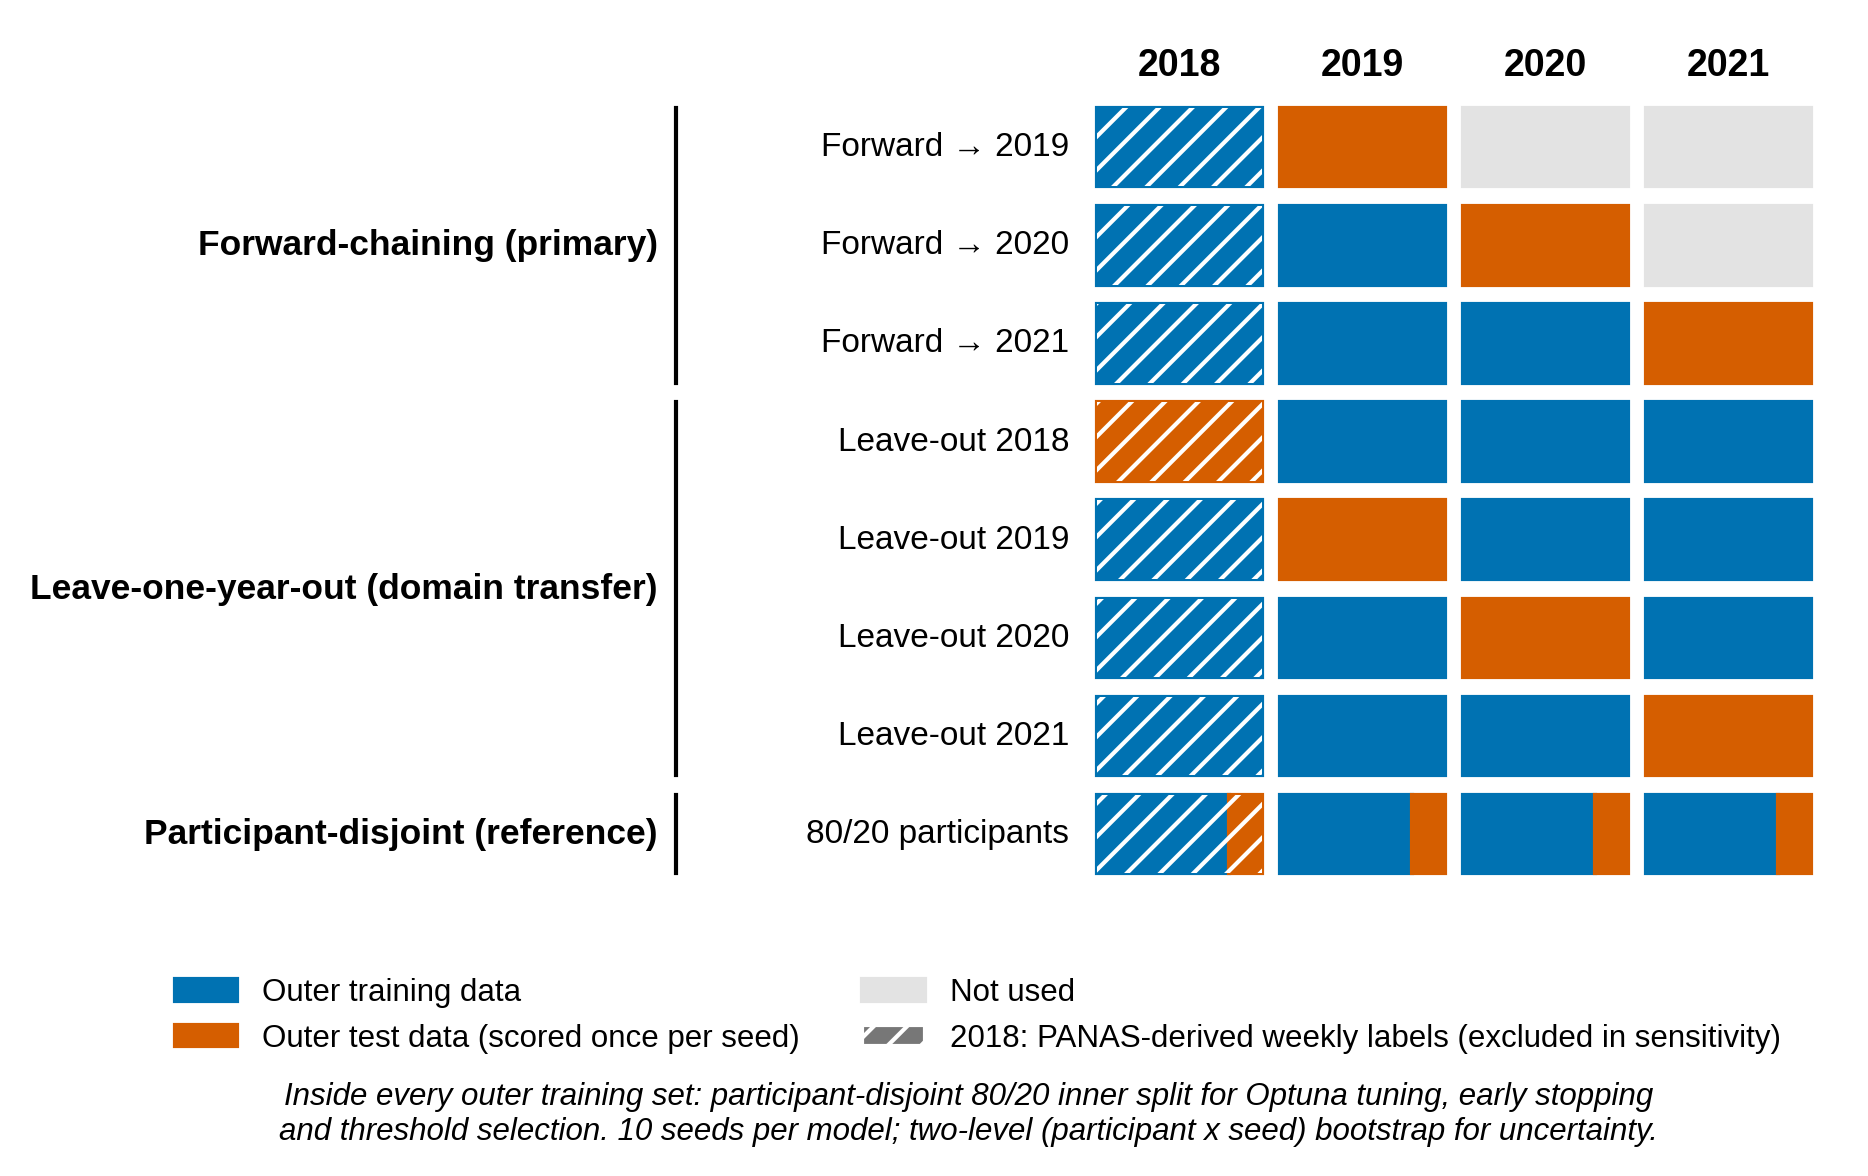 2018 2019 2020 2021
Forward → 2019
Forward-chaining (primary)
Forward → 2020
Forward → 2021
Leave-out 2018
Leave-out 2019
Leave-one-year-out (domain transfer)
Leave-out 2020
Leave-out 2021
Participant-disjoint (reference)
80/20 participants
Outer training data
Outer test data (scored once per seed)
Not used
2018: PANAS-derived weekly labels (excluded in sensitivity)
Inside every outer training set: participant-disjoint 80/20 inner split for Optuna tuning, early stopping
and threshold selection. 10 seeds per model; two-level (participant x seed) bootstrap for uncertainty.